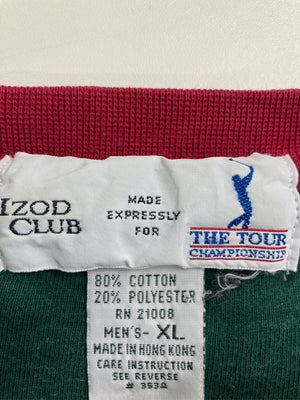 IZOD
CLUB
MADE
EXPRESSLY
FOR
THE TOUR
CHAMPIONSHIP
80% COTTON
20% POLYESTER
RN 21008
MEN'S- XL
MADE IN HONG KONG
CARE INSTRUCTION
SEE REVERSE
# 353A